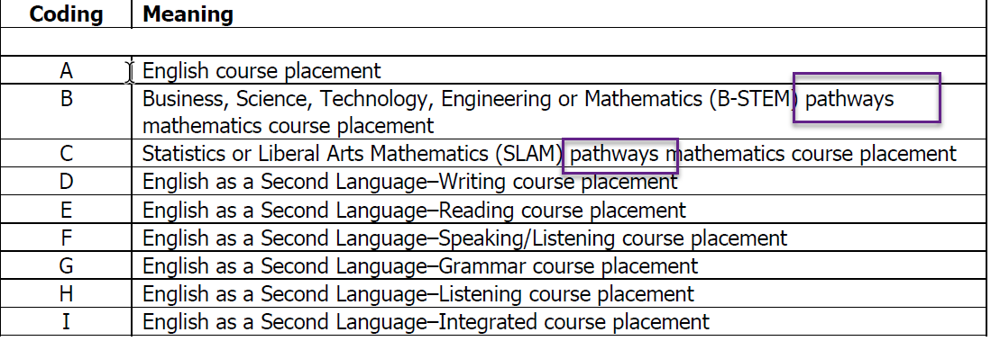 Coding Meaning
A English course placement
B Business, Science, Technology, Engineering or Mathematics (B-STEM) pathways
mathematics course placement
C Statistics or Liberal Arts Mathematics (SLAM) pathways mathematics course placement
D English as a Second Language–Writing course placement
E English as a Second Language–Reading course placement
F English as a Second Language–Speaking/Listening course placement
G English as a Second Language–Grammar course placement
H English as a Second Language–Listening course placement
I English as a Second Language–Integrated course placement